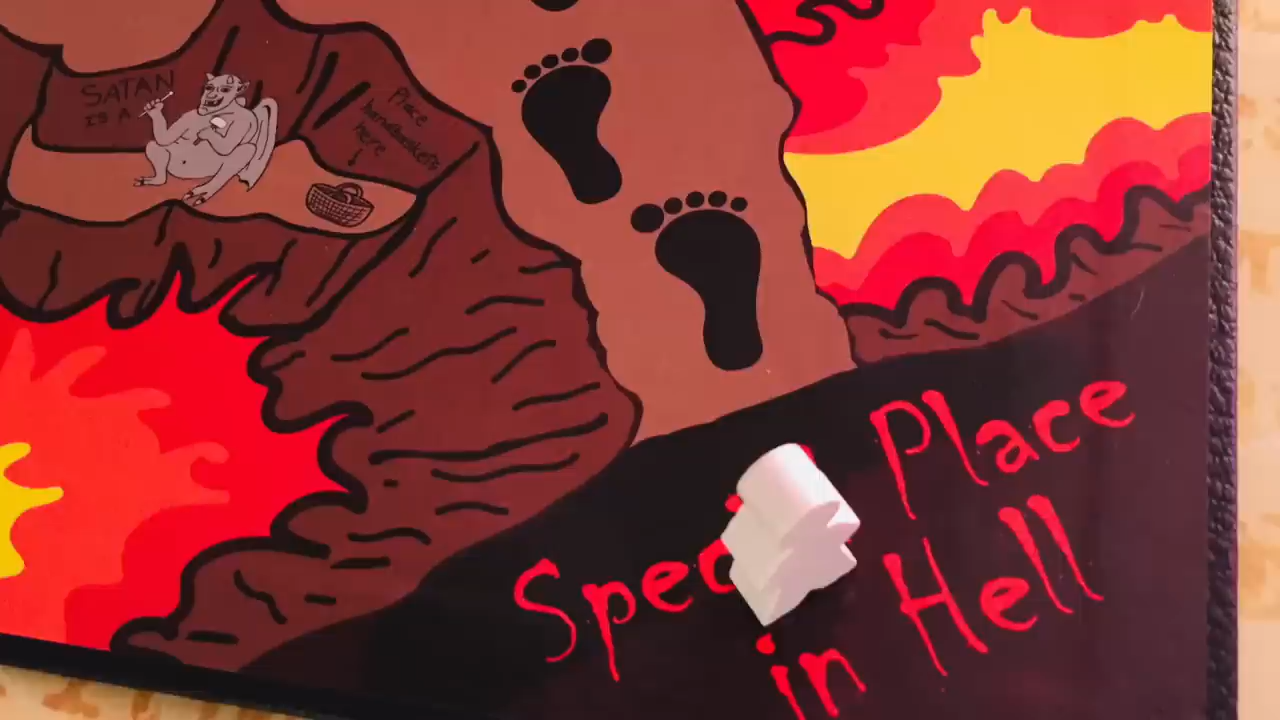 SATAN
IS A
Place
handbaskets
here
Spec
Place
in Hell